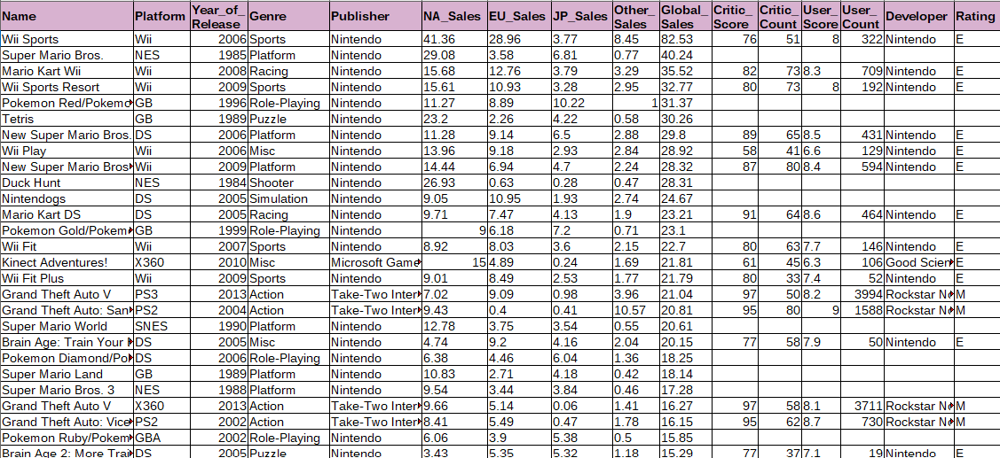 Name Platform Year_of_Release Genre Publisher NA_Sales EU_Sales JP_Sales Other_Sales Global_Sales Critic_Score Critic_Count User_Score User_Count Developer Rating
Wii Sports Wii 2006 Sports Nintendo 41.36 28.96 3.77 8.45 82.53 76 51 8 322 Nintendo E
Super Mario Bros. NES 1985 Platform Nintendo 29.08 3.58 6.81 0.77 40.24
Mario Kart Wii Wii 2008 Racing Nintendo 15.68 12.76 3.79 3.29 35.52 82 73 8.3 709 Nintendo E
Wii Sports Resort Wii 2009 Sports Nintendo 15.61 10.93 3.28 2.95 32.77 80 73 8 192 Nintendo E
Pokemon Red/Pokemo GB 1996 Role-Playing Nintendo 11.27 8.89 10.22 1 31.37
Tetris GB 1989 Puzzle Nintendo 23.2 2.26 4.22 0.58 30.26
New Super Mario Bros. DS 2006 Platform Nintendo 11.28 9.14 6.5 2.88 29.8 89 65 8.5 431 Nintendo E
Wii Play Wii 2006 Misc Nintendo 13.96 9.18 2.93 2.84 28.92 58 41 6.6 129 Nintendo E
New Super Mario Bros Wii 2009 Platform Nintendo 14.44 6.94 4.7 2.24 28.32 87 80 8.4 594 Nintendo E
Duck Hunt NES 1984 Shooter Nintendo 26.93 0.63 0.28 0.47 28.31
Nintendogs DS 2005 Simulation Nintendo 9.05 10.95 1.93 2.74 24.67
Mario Kart DS DS 2005 Racing Nintendo 9.71 7.47 4.13 1.9 23.21 91 64 8.6 464 Nintendo E
Pokemon Gold/Pokem GB 1999 Role-Playing Nintendo 9 6.18 7.2 0.71 23.1
Wii Fit Wii 2007 Sports Nintendo 8.92 8.03 3.6 2.15 22.7 80 63 7.7 146 Nintendo E
Kinect Adventures! X360 2010 Misc Microsoft Game 15 4.89 0.24 1.69 21.81 61 45 6.3 106 Good Scien E
Wii Fit Plus Wii 2009 Sports Nintendo 9.01 8.49 2.53 1.77 21.79 80 33 7.4 52 Nintendo E
Grand Theft Auto V PS3 2013 Action Take-Two Inter 7.02 9.09 0.98 3.96 21.04 97 50 8.2 3994 Rockstar N M
Grand Theft Auto: San PS2 2004 Action Take-Two Inter 9.43 0.4 0.41 10.57 20.81 95 80 9 1588 Rockstar N M
Super Mario World SNES 1990 Platform Nintendo 12.78 3.75 3.54 0.55 20.61
Brain Age: Train Your DS 2005 Misc Nintendo 4.74 9.2 4.16 2.04 20.15 77 58 7.9 50 Nintendo E
Pokemon Diamond/Po DS 2006 Role-Playing Nintendo 6.38 4.46 6.04 1.36 18.25
Super Mario Land GB 1989 Platform Nintendo 10.83 2.71 4.18 0.42 18.14
Super Mario Bros. 3 NES 1988 Platform Nintendo 9.54 3.44 3.84 0.46 17.28
Grand Theft Auto V X360 2013 Action Take-Two Inter 9.66 5.14 0.06 1.41 16.27 97 58 8.1 3711 Rockstar N M
Grand Theft Auto: Vice PS2 2002 Action Take-Two Inter 8.41 5.49 0.47 1.78 16.15 95 62 8.7 730 Rockstar N M
Pokemon Ruby/Pokem GBA 2002 Role-Playing Nintendo 6.06 3.9 5.38 0.5 15.85
Brain Age 2: More Trai DS 2005 Puzzle Nintendo 3.43 5.35 5.32 1.18 15.29 77 37 7.1 19 Nintendo E